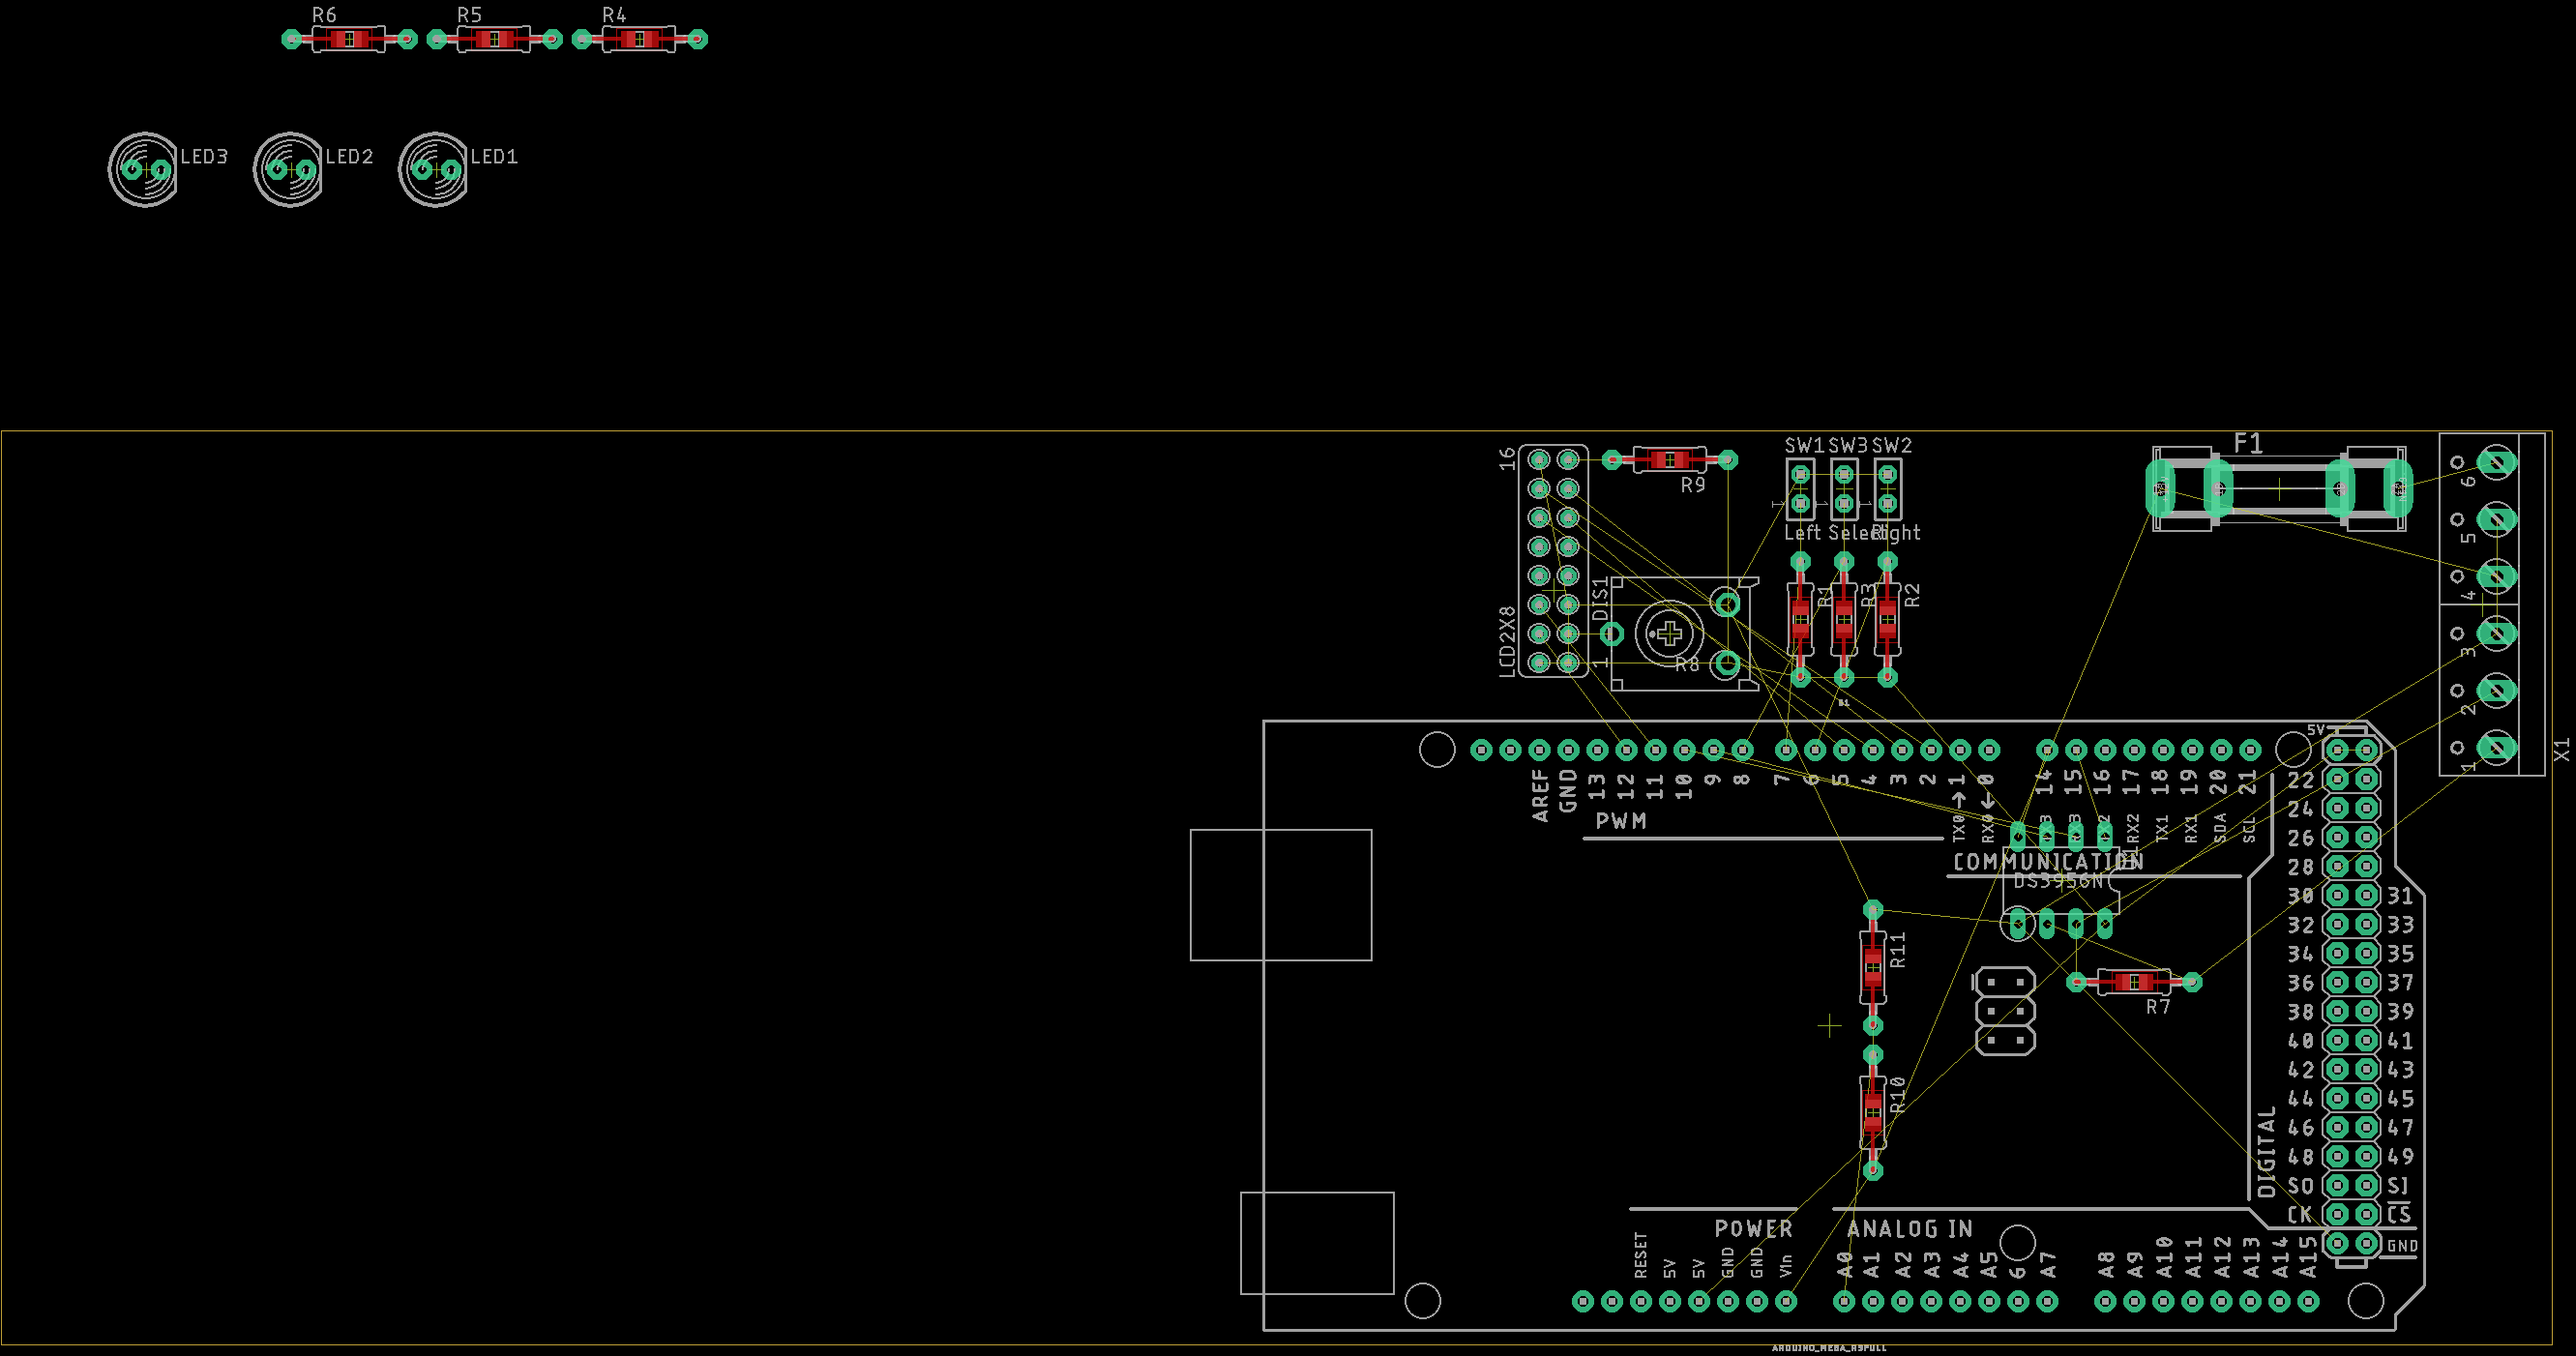 R6 R5 R4
LED3 LED2 LED1
SW1 SW3 SW2
F1
16
R9
6
Left Select Right
5
DIS1
4
R1 R3 R2
LCD2X8
1
R8
3
2
1
X1
5V
AREF GND 13 12 11 10 9 8 7 6 5 4 3 2 1 0 14 15 16 17 18 19 20 21
TX0 RX0 TX3 RX3 TX2 RX2 TX1 RX1 SDA SCL
PWM
COMMUNICATION
DS3956N
22
24
26
28
30 31
32 33
34 35
36 37
38 39
40 41
42 43
44 45
46 47
48 49
SO SI
CK CS
GND
R11
R7
R10
DIGITAL
POWER ANALOG IN
RESET 5V 5V GND GND Vin A0 A1 A2 A3 A4 A5 G A7 A8 A9 A10 A11 A12 A13 A14 A15
ARDUINO_MEGA_R3FULL